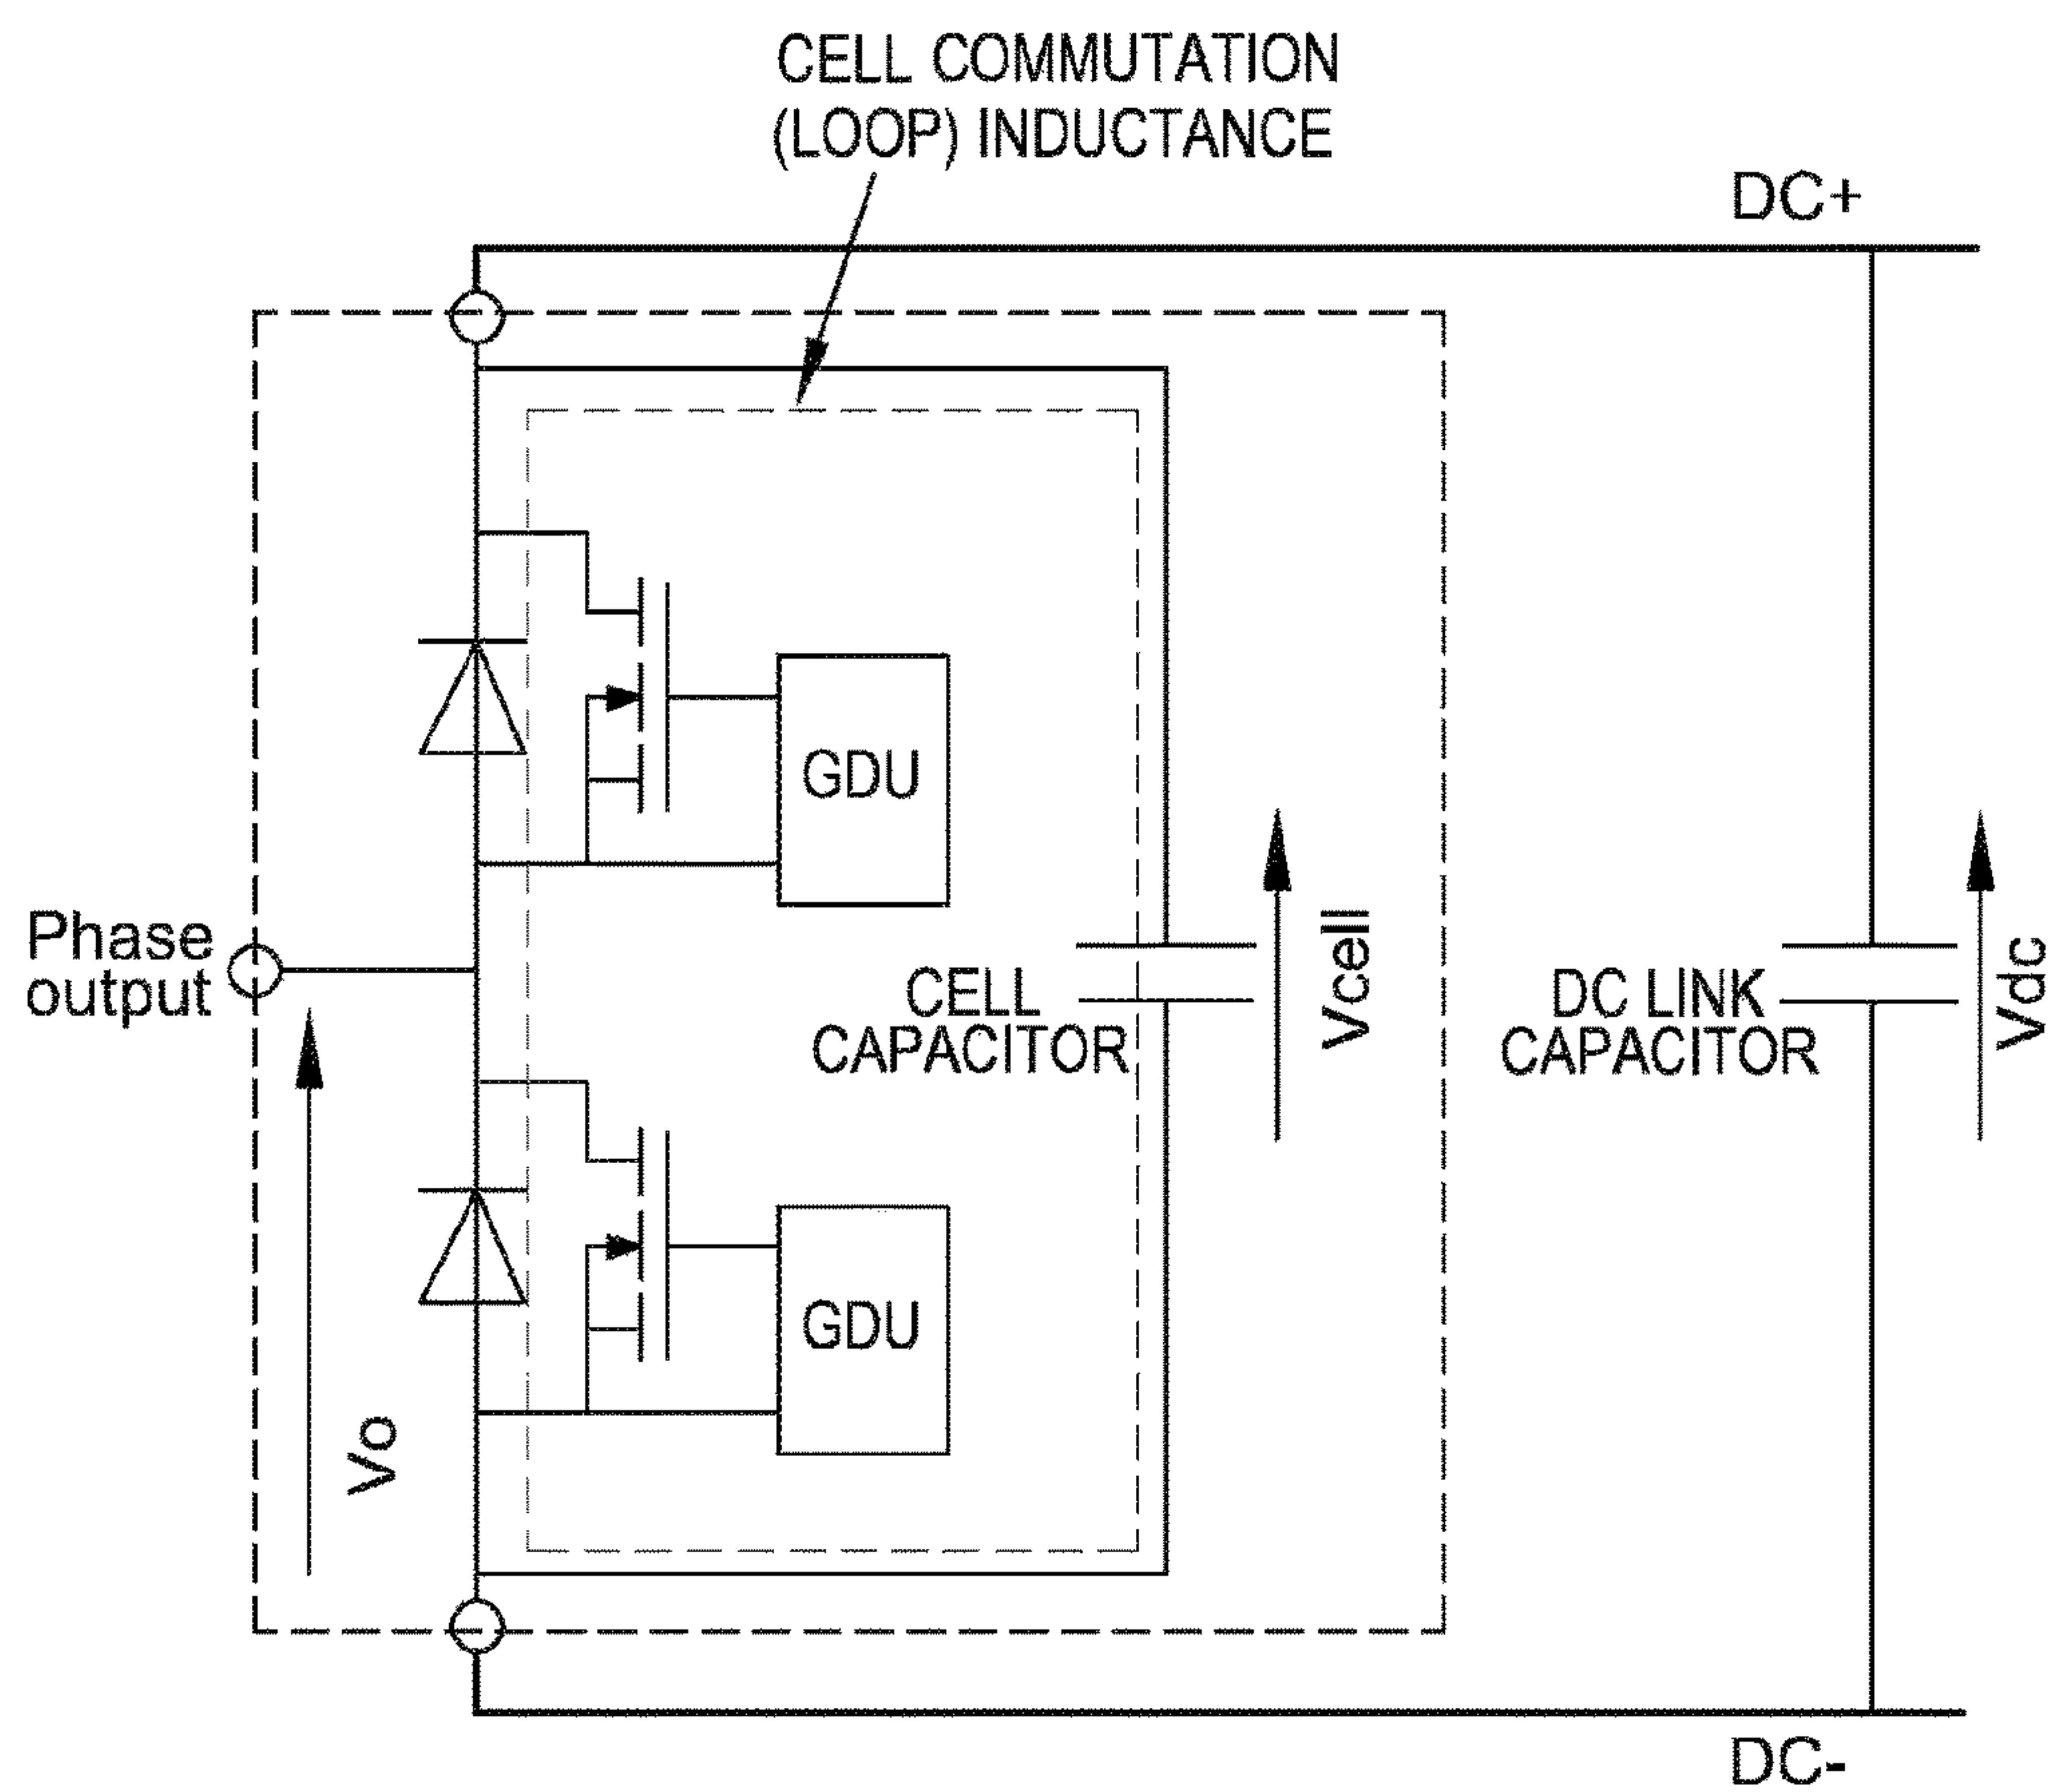 CELL COMMUTATION
(LOOP) INDUCTANCE
DC+
GDU
Phase
output
CELL
CAPACITOR
Vcell
DC LINK
CAPACITOR
Vdc
GDU
Vo
DC-